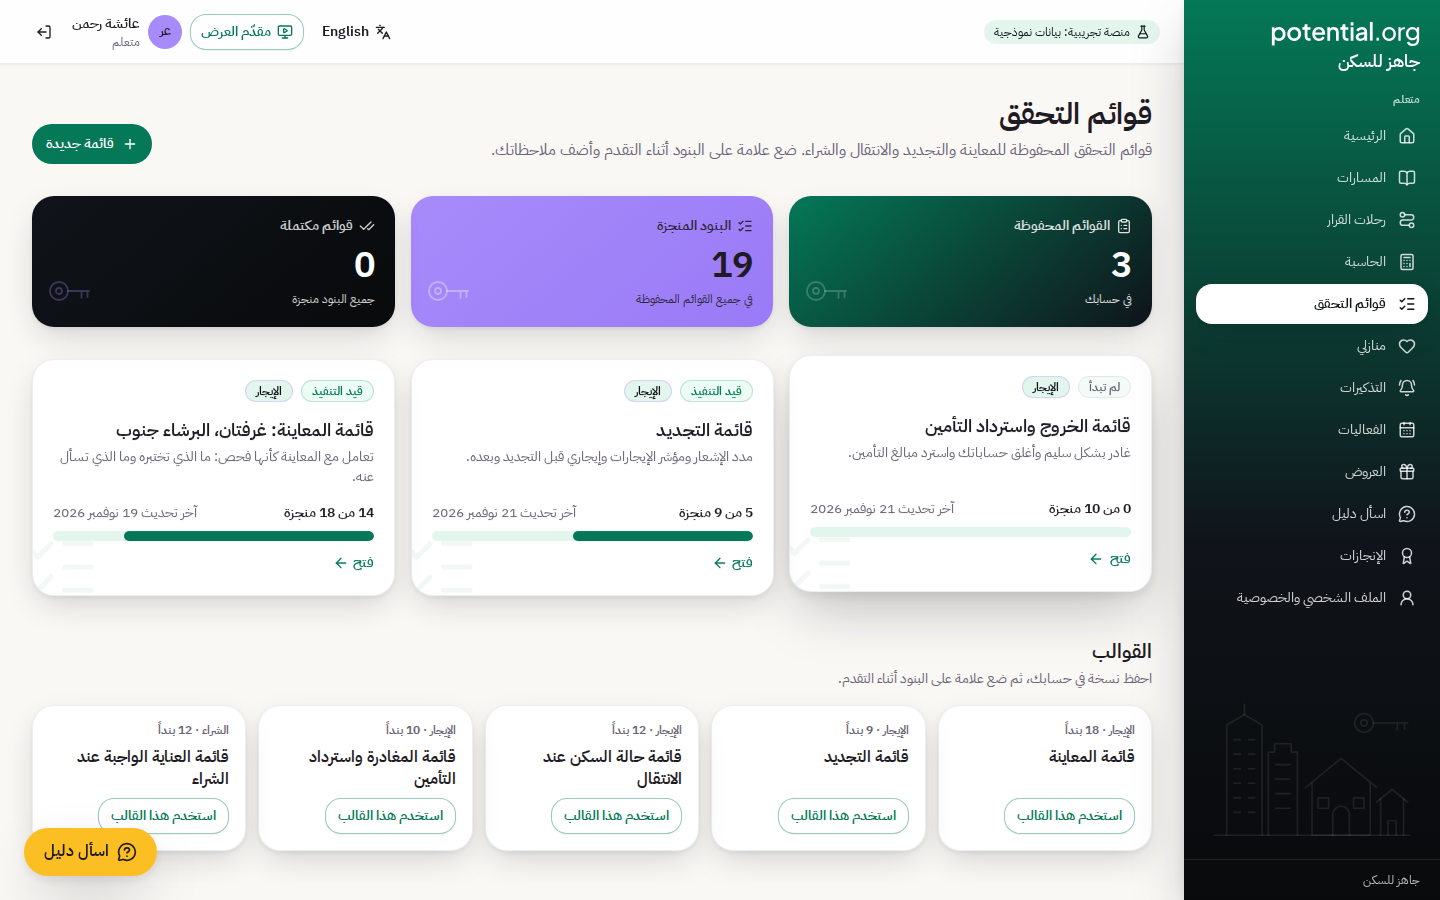 potential.org
جاهز للسكن
متعلم
الرئيسية
المسارات
رحلات القرار
الحاسبة
قوائم التحقق
منازلي
التذكيرات
الفعاليات
العروض
اسأل دليل
الإنجازات
الملف الشخصي والخصوصية
جاهز للسكن
منصة تجريبية: بيانات نموذجية
English
مقدّم العرض
عر
عائشة رحمن
متعلم
قوائم التحقق
قوائم التحقق المحفوظة للمعاينة والتجديد والانتقال والشراء. ضع علامة على البنود أثناء التقدم وأضف ملاحظاتك.
قائمة جديدة
القوائم المحفوظة
3
في حسابك
البنود المنجزة
19
في جميع القوائم المحفوظة
قوائم مكتملة
0
جميع البنود منجزة
لم تبدأ
الإيجار
قائمة الخروج واسترداد التأمين
غادر بشكل سليم وأغلق حساباتك واسترد مبالغ التأمين.
0 من 10 منجزة
آخر تحديث 21 نوفمبر 2026
فتح
قيد التنفيذ
الإيجار
قائمة التجديد
مدد الإشعار ومؤشر الإيجارات وإيجاري قبل التجديد وبعده.
5 من 9 منجزة
آخر تحديث 21 نوفمبر 2026
فتح
قيد التنفيذ
الإيجار
قائمة المعاينة: غرفتان، البرشاء جنوب
تعامل مع المعاينة كأنها فحص: ما الذي تختبره وما الذي تسأل
عنه.
14 من 18 منجزة
آخر تحديث 19 نوفمبر 2026
فتح
القوالب
احفظ نسخة في حسابك، ثم ضع علامة على البنود أثناء التقدم.
الإيجار · 18 بنداً
قائمة المعاينة
استخدم هذا القالب
الإيجار · 9 بنداً
قائمة التجديد
استخدم هذا القالب
الإيجار · 12 بنداً
قائمة حالة السكن عند
الانتقال
استخدم هذا القالب
الإيجار · 10 بنداً
قائمة المغادرة واسترداد
التأمين
استخدم هذا القالب
الشراء · 12 بنداً
قائمة العناية الواجبة عند
الشراء
استخدم هذا القالب
اسأل دليل